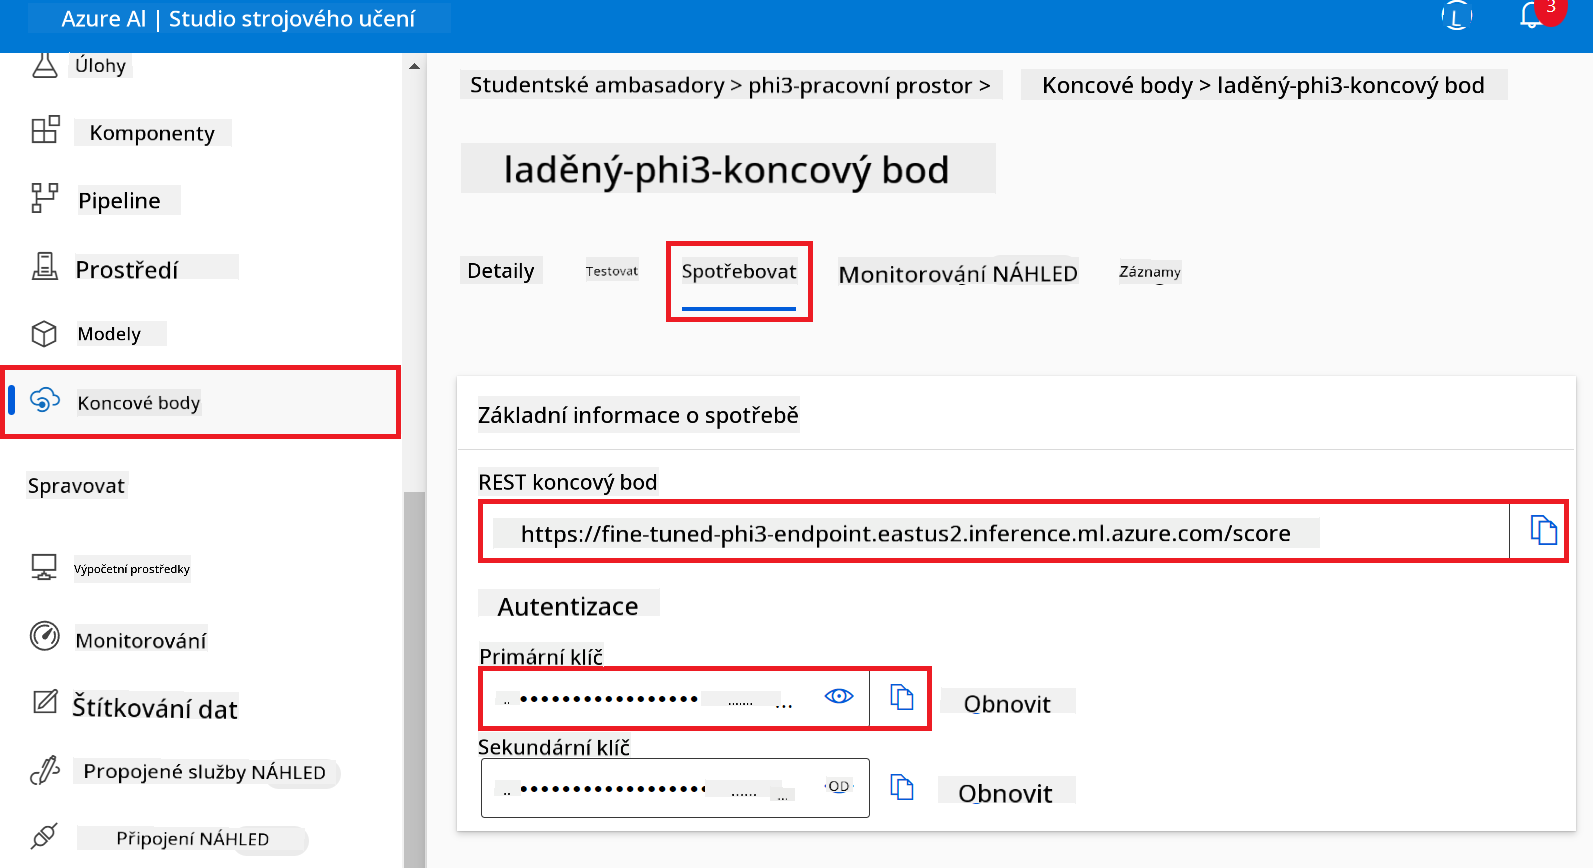 Azure AI | Studio strojového učení
L
3
Úlohy
Komponenty
Pipeline
Prostředí
Modely
Koncové body
Spravovat
Výpočetní prostředky
Monitorování
Štítkování dat
Propojené služby NÁHLED
Připojení NÁHLED
Studentské ambasadory > phi3-pracovní prostor > Koncové body > laděný-phi3-koncový bod
laděný-phi3-koncový bod
Detaily Testovat Spotřebovat Monitorování NÁHLED Záznamy
Základní informace o spotřebě
REST koncový bod
https://fine-tuned-phi3-endpoint.eastus2.inference.ml.azure.com/score
Autentizace
Primární klíč
Obnovit
Sekundární klíč
OD
Obnovit